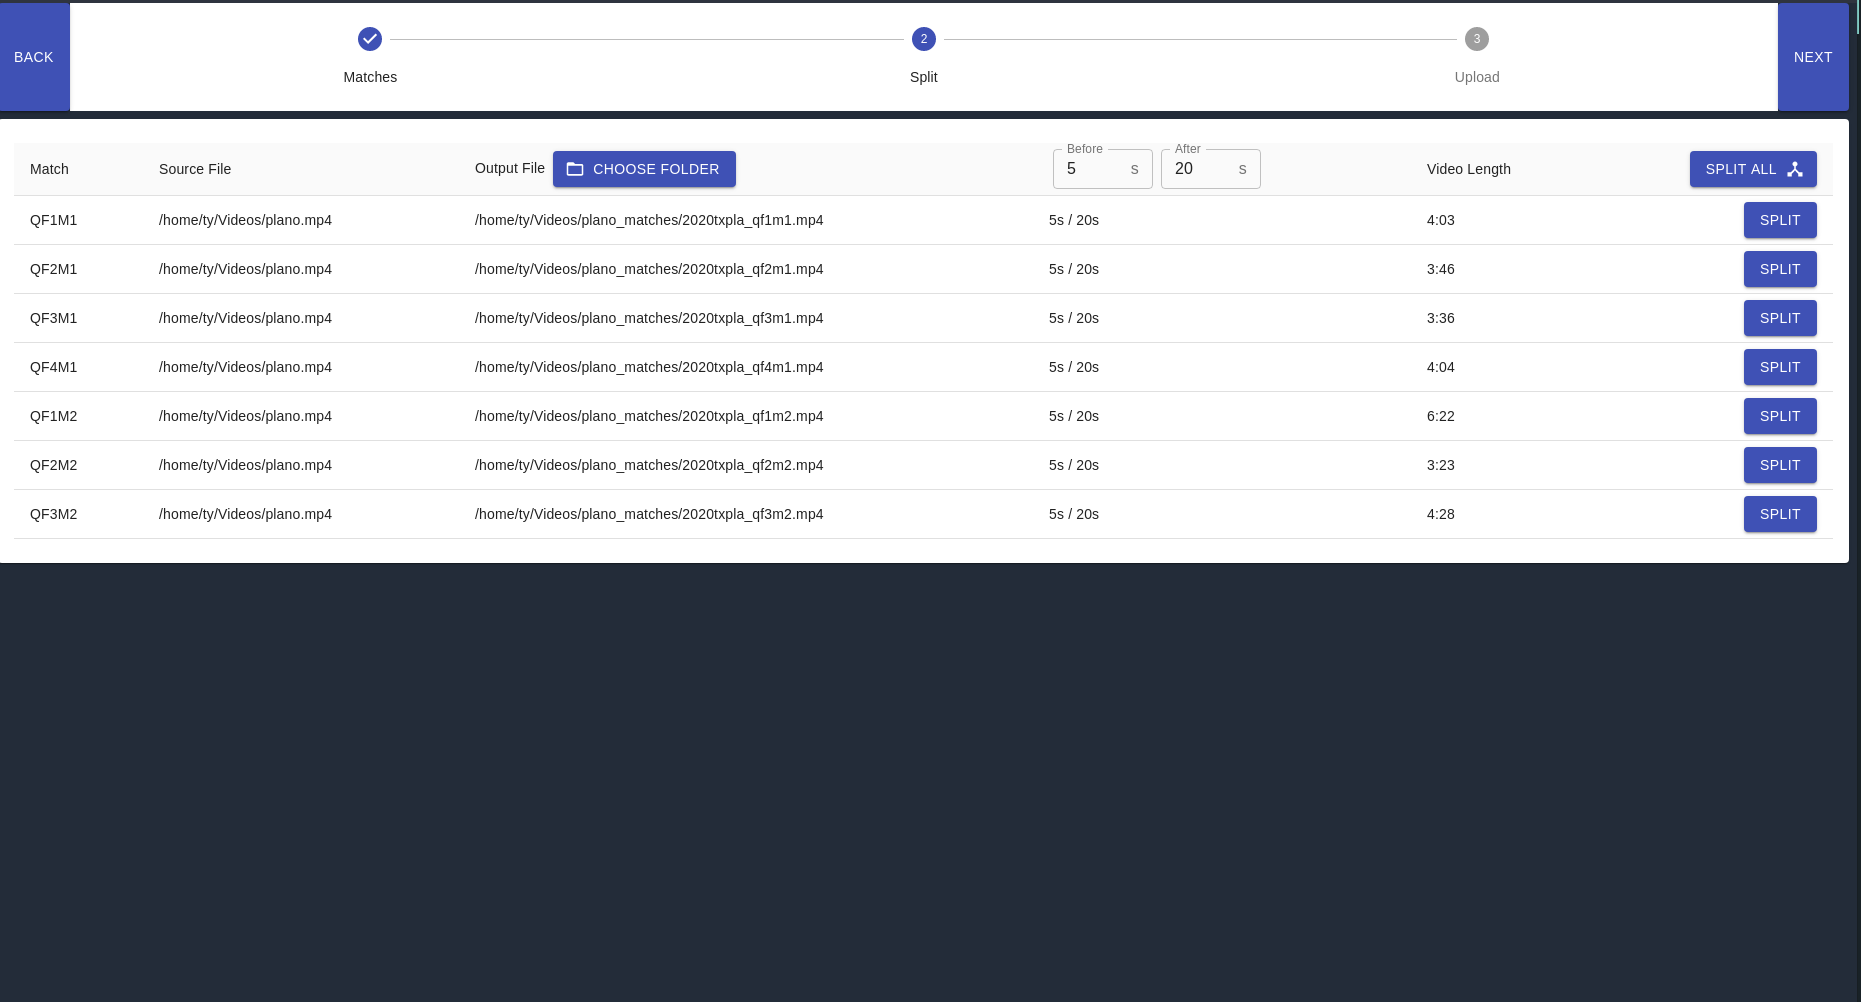 BACK
2
3
NEXT
Matches Split Upload
Before After
Match Source File Output File CHOOSE FOLDER 5 s 20 s Video Length SPLIT ALL
QF1M1 /home/ty/Videos/plano.mp4 /home/ty/Videos/plano_matches/2020txpla_qf1m1.mp4 5s / 20s 4:03 SPLIT
QF2M1 /home/ty/Videos/plano.mp4 /home/ty/Videos/plano_matches/2020txpla_qf2m1.mp4 5s / 20s 3:46 SPLIT
QF3M1 /home/ty/Videos/plano.mp4 /home/ty/Videos/plano_matches/2020txpla_qf3m1.mp4 5s / 20s 3:36 SPLIT
QF4M1 /home/ty/Videos/plano.mp4 /home/ty/Videos/plano_matches/2020txpla_qf4m1.mp4 5s / 20s 4:04 SPLIT
QF1M2 /home/ty/Videos/plano.mp4 /home/ty/Videos/plano_matches/2020txpla_qf1m2.mp4 5s / 20s 6:22 SPLIT
QF2M2 /home/ty/Videos/plano.mp4 /home/ty/Videos/plano_matches/2020txpla_qf2m2.mp4 5s / 20s 3:23 SPLIT
QF3M2 /home/ty/Videos/plano.mp4 /home/ty/Videos/plano_matches/2020txpla_qf3m2.mp4 5s / 20s 4:28 SPLIT